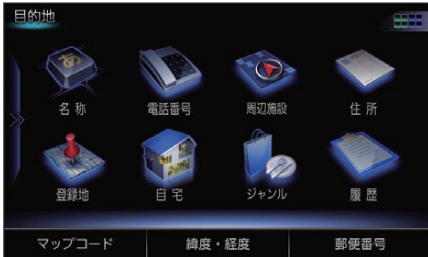 目的地
あ
名 称
電話番号
周辺施設
住 所
登録地
自 宅
ジャンル
履 歴
マップコード
緯度・経度
郵便番号